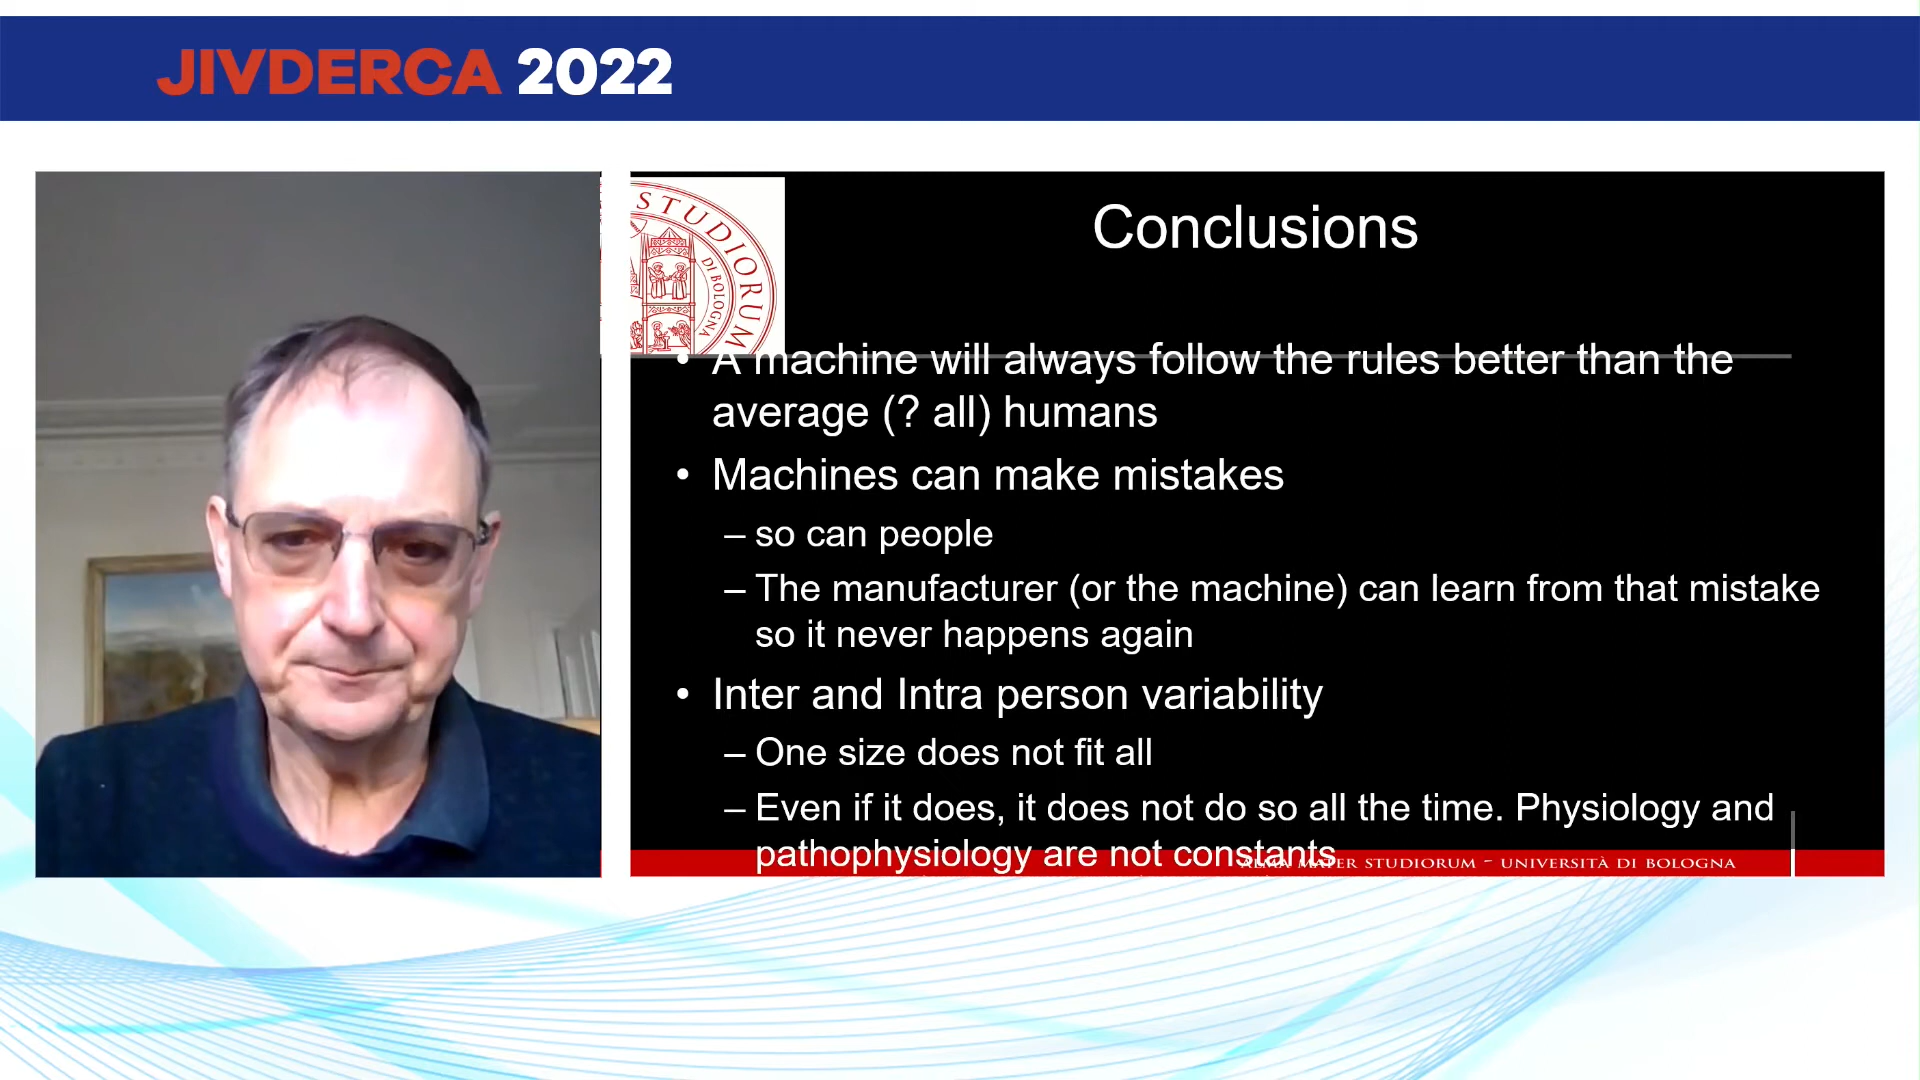 JIVDERCA 2022
STUDIORUM
DI BOLOGNA
Conclusions
• A machine will always follow the rules better than the
average (? all) humans
• Machines can make mistakes
– so can people
– The manufacturer (or the machine) can learn from that mistake
so it never happens again
• Inter and Intra person variability
– One size does not fit all
– Even if it does, it does not do so all the time. Physiology and
pathophysiology are not constants
ALMA MATER STUDIORUM - UNIVERSITÀ DI BOLOGNA